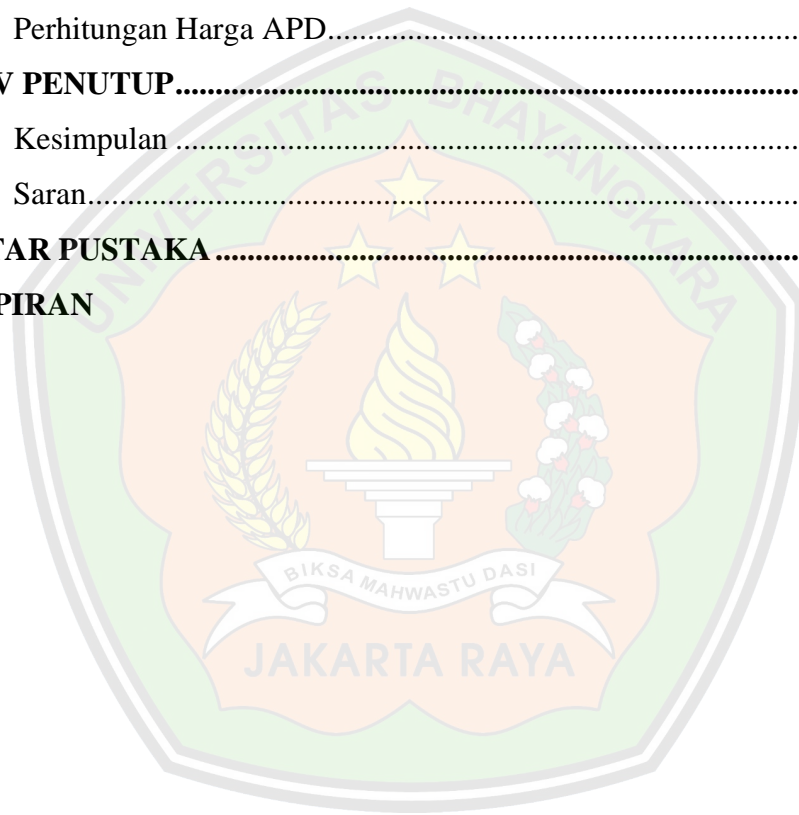 Perhitungan Harga APD..........................................................
V PENUTUP..............................................................................
Kesimpulan ..............................................................................
Saran.........................................................................................
TAR PUSTAKA .........................................................................
PIRAN
UNIVERSITAS BHAYANGKARA
BIKSA MAHWASTU DASI
JAKARTA RAYA